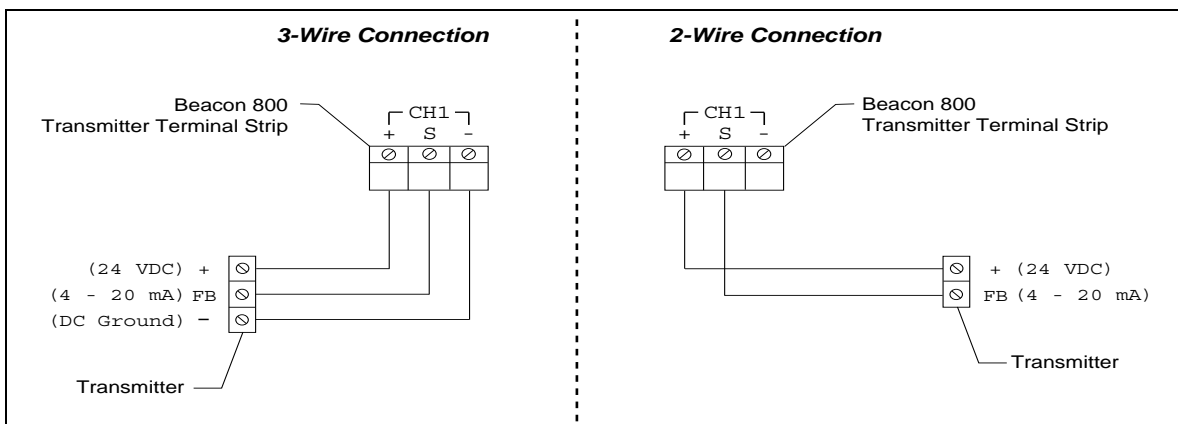 3-Wire Connection
Beacon 800
Transmitter Terminal Strip
CH1
+ S -
(24 VDC) +
(4 - 20 mA) FB
(DC Ground) -
Transmitter
2-Wire Connection
CH1
+ S -
Beacon 800
Transmitter Terminal Strip
+ (24 VDC)
FB (4 - 20 mA)
Transmitter